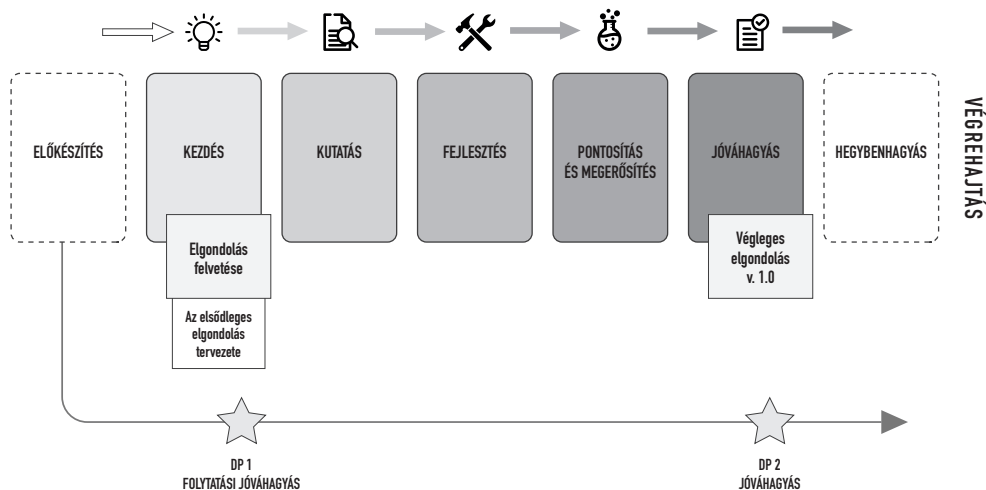 ELŐKÉSZÍTÉS
KEZDÉS
KUTATÁS
FEJLESZTÉS
PONTOSÍTÁS
ÉS MEGERŐSÍTÉS
JÓVÁHAGYÁS
HEGYBENHAGYÁS
VÉGREHAJTÁS
Elgondolás
felvetése
Az elsődleges
elgondolás
tervezete
Végleges
elgondolás
v. 1.0
DP 1
FOLYTATÁSI JÓVÁHAGYÁS
DP 2
JÓVÁHAGYÁS